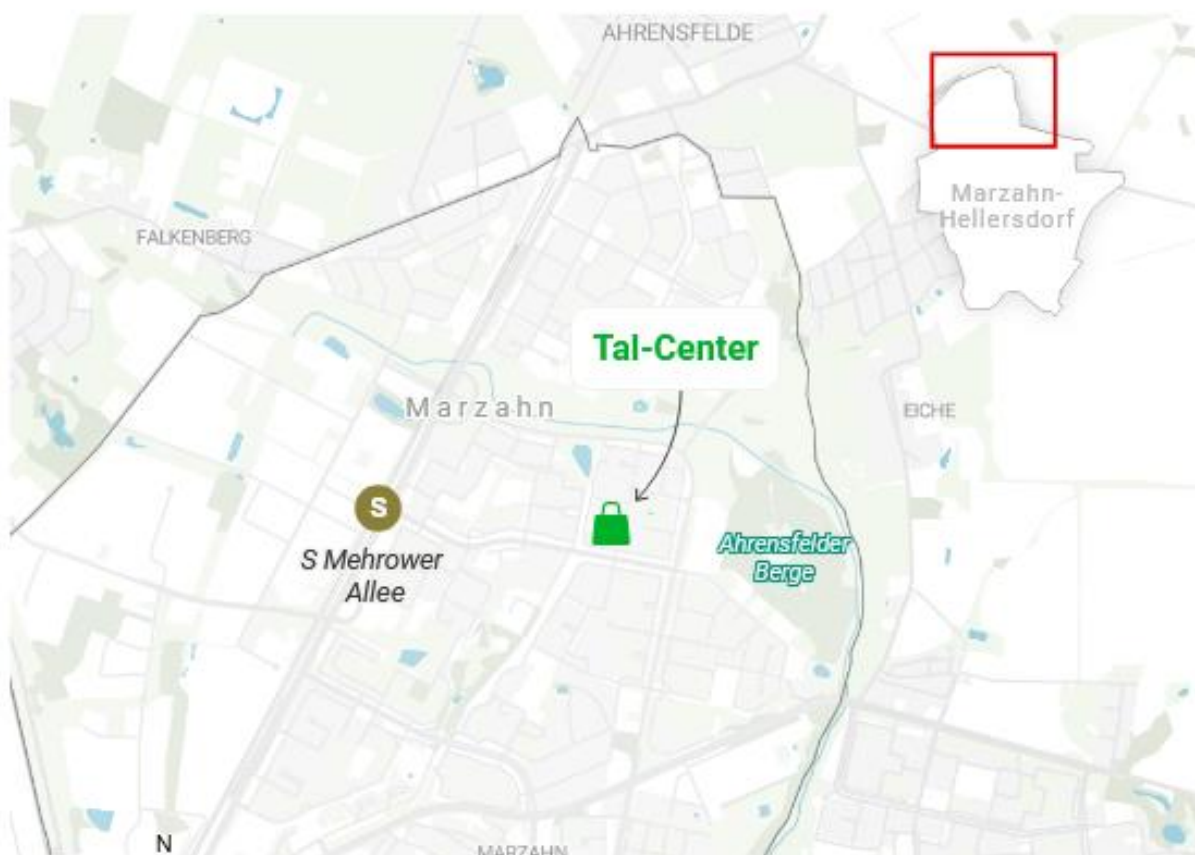 AHRENSFELDE
Marzahn-
Hellersdorf
FALKENBERG
Tal-Center
Marzahn
EICHE
S
S Mehrower
Allee
Ahrensfelder
Berge
N
MARZAHN